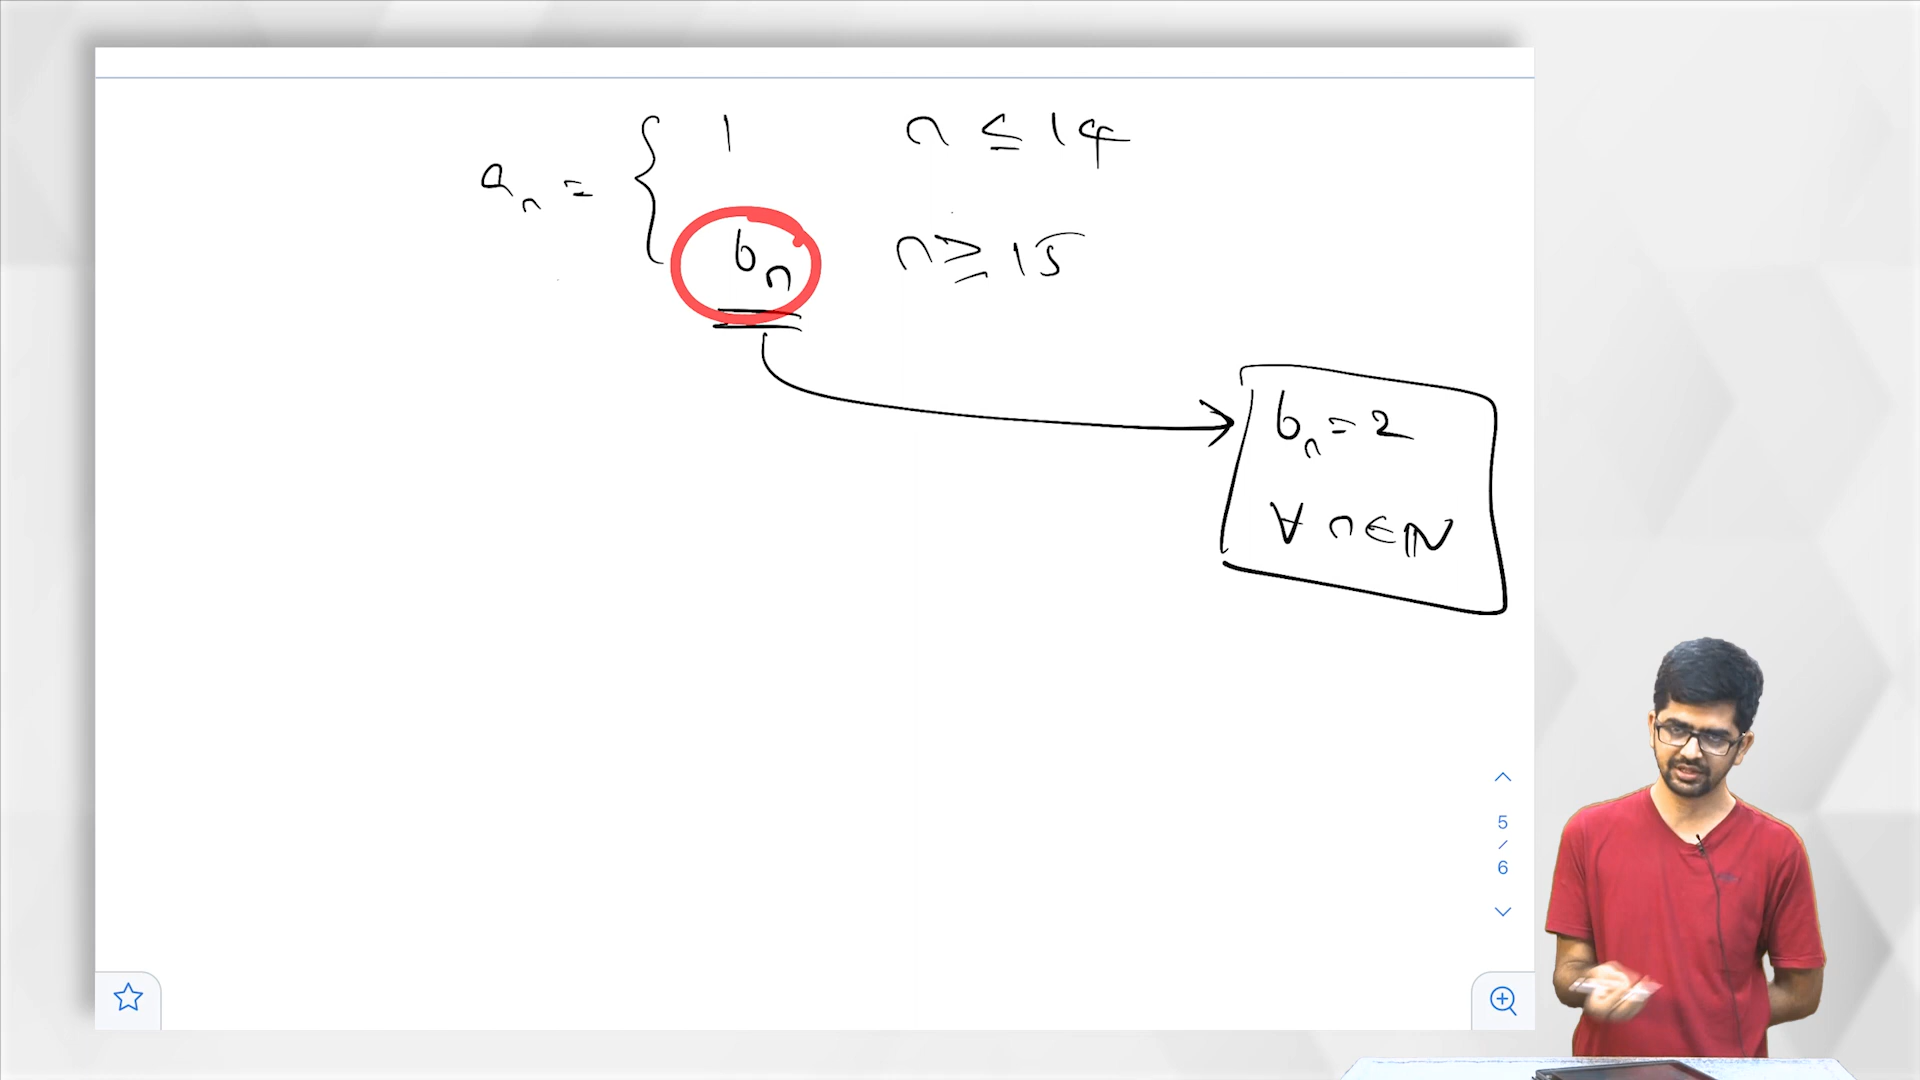 aₙ = { 1 n ≤ 14
bₙ n ≥ 15
bₙ = 2
∀ n ∈ ℕ
5
/
6